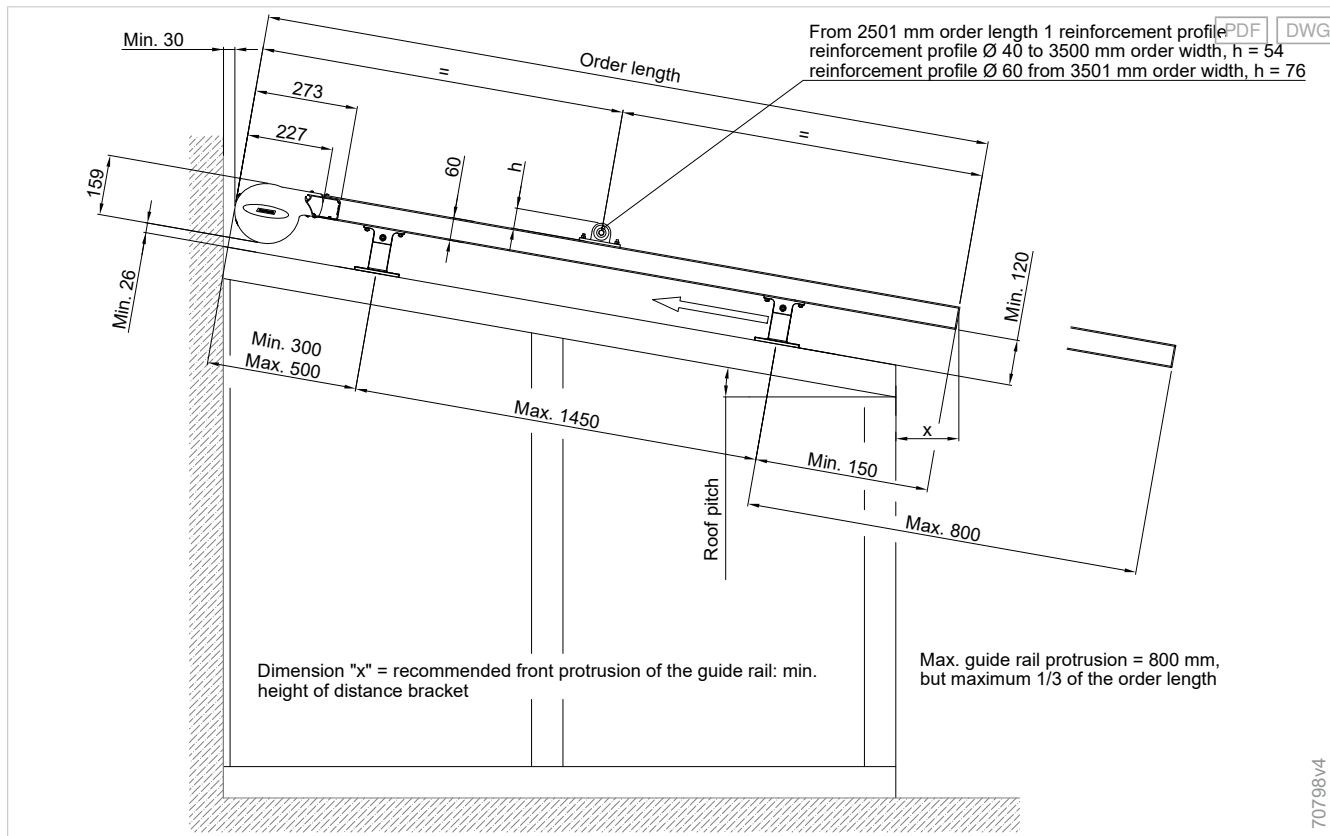 From 2501 mm order length 1 reinforcement profile
reinforcement profile Ø 40 to 3500 mm order width, h = 54
reinforcement profile Ø 60 from 3501 mm order width, h = 76
PDF
DWG
Min. 30
Order length
=
=
273
227
159
60
h
Min. 26
Min. 120
Min. 300
Max. 500
Max. 1450
x
Min. 150
Max. 800
Roof pitch
Dimension "x" = recommended front protrusion of the guide rail: min.
height of distance bracket
Max. guide rail protrusion = 800 mm,
but maximum 1/3 of the order length
70798v4